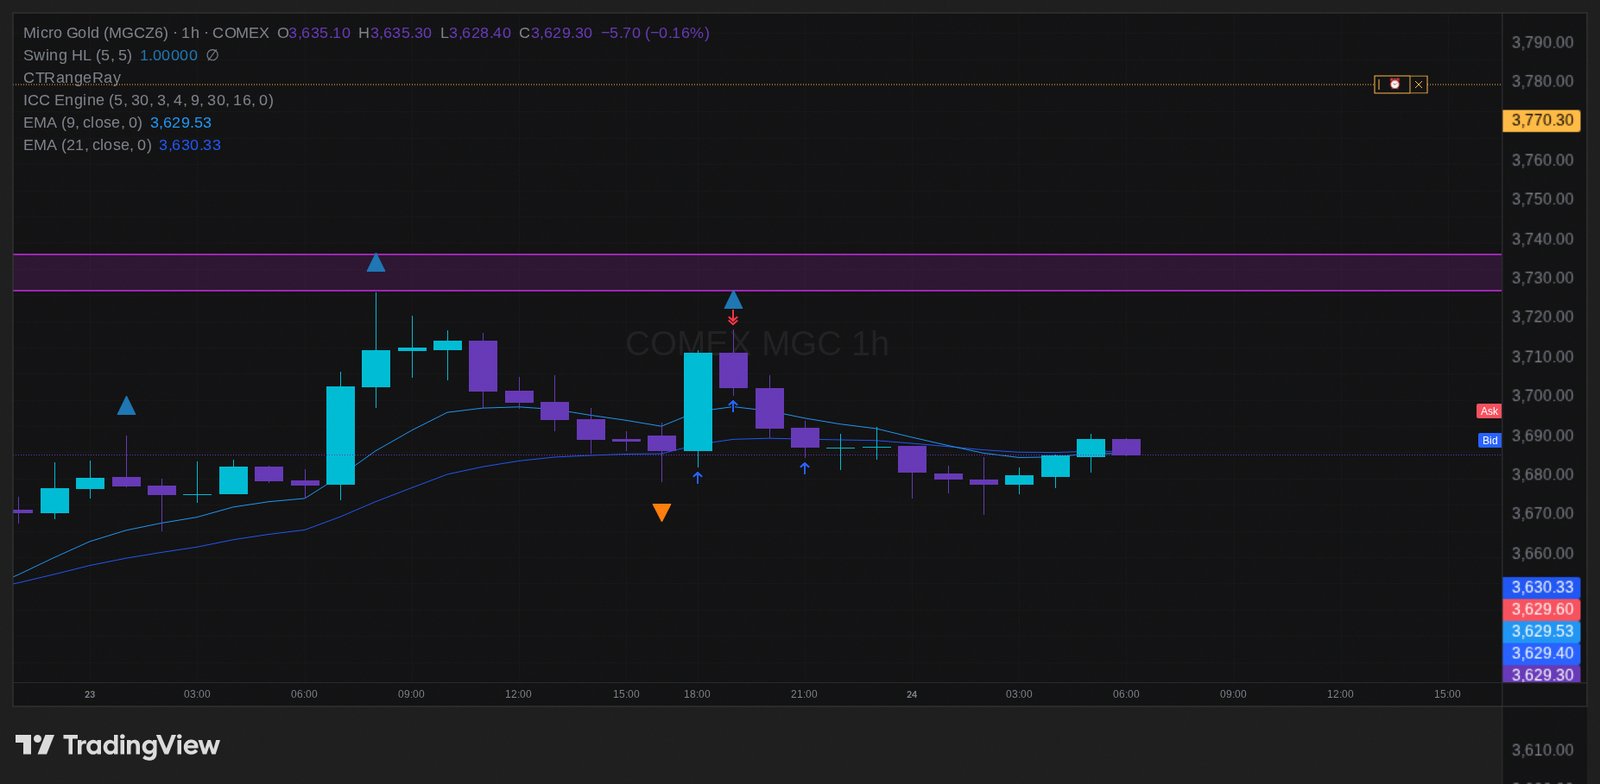 Micro Gold (MGCZ6) · 1h · COMEX O3,635.10 H3,635.30 L3,628.40 C3,629.30 −5.70 (−0.16%)
Swing HL (5, 5) 1.00000 ∅
CTRangeRay
ICC Engine (5, 30, 3, 4, 9, 30, 16, 0)
EMA (9, close, 0) 3,629.53
EMA (21, close, 0) 3,630.33
COMEX MGC 1h
3,790.00
3,780.00
3,770.30
3,760.00
3,750.00
3,740.00
3,730.00
3,720.00
3,710.00
3,700.00
Ask
3,690.00
Bid
3,680.00
3,670.00
3,660.00
3,630.33
3,629.60
3,629.53
3,629.40
3,629.30
23 03:00 06:00 09:00 12:00 15:00 18:00 21:00 24 03:00 06:00 09:00 12:00 15:00
TradingView
3,610.00